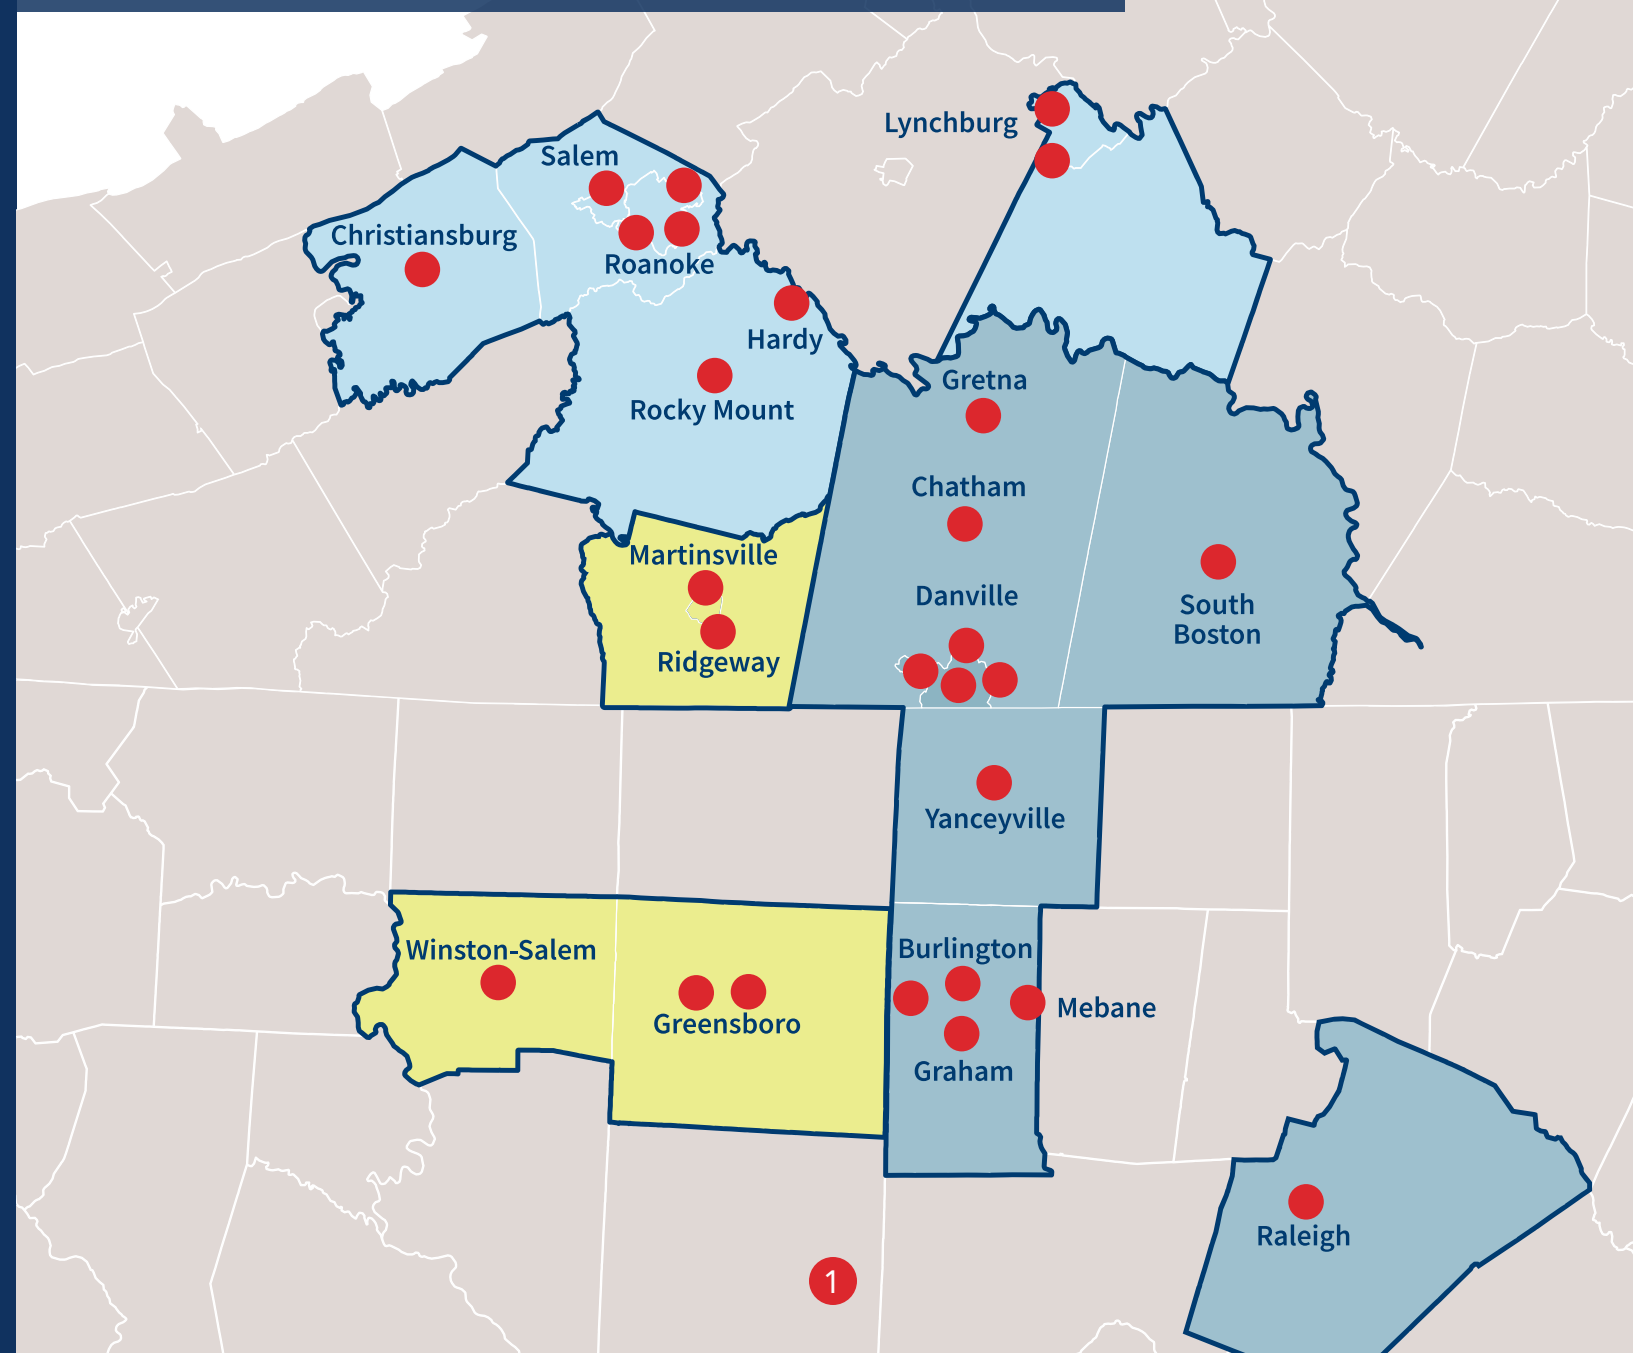 Lynchburg
Salem
Christiansburg
Roanoke
Hardy
Rocky Mount
Gretna
Chatham
Martinsville
Danville
South
Boston
Ridgeway
Yanceyville
Winston-Salem
Burlington
Greensboro
Mebane
Graham
Raleigh
1